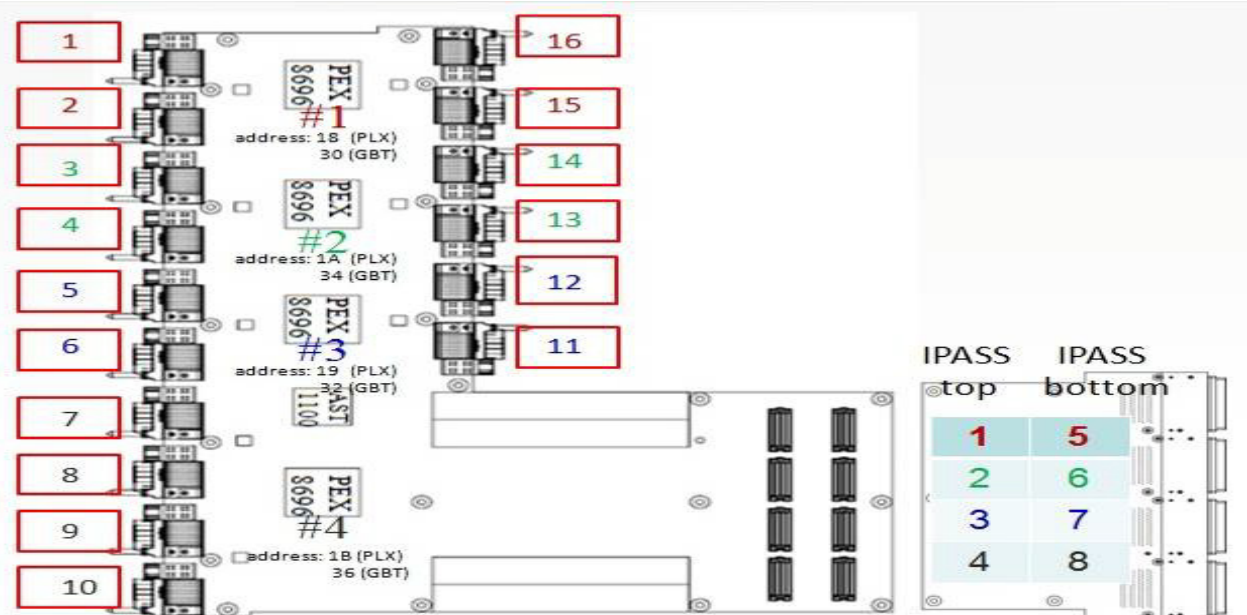 1
16
PEX
8696
#1
2
15
address: 18 (PLX)
30 (GBT)
3
14
PEX
8696
#2
4
13
address: 1A (PLX)
34 (GBT)
5
12
PEX
8696
#3
6
11
address: 19 (PLX)
32 (GBT)
AST
1100
7
8
PEX
8696
#4
9
address: 1B (PLX)
36 (GBT)
10
IPASS IPASS
top bottom
1 5
2 6
3 7
4 8